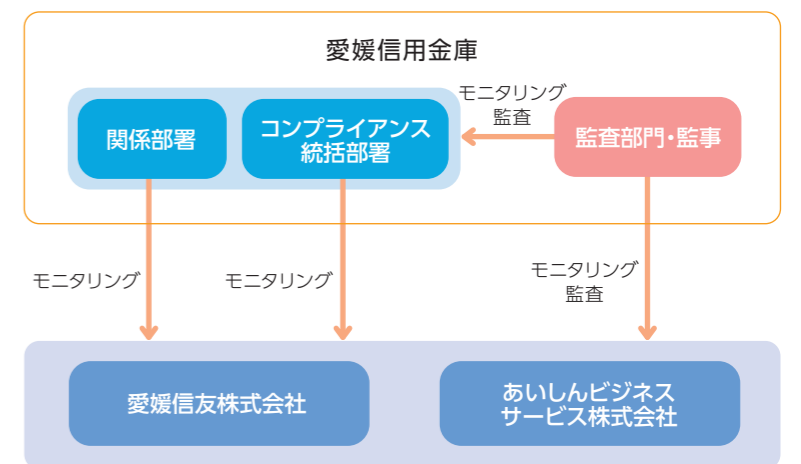 愛媛信用金庫
関係部署
コンプライアンス
統括部署
モニタリング
監査
監査部門・監事
モニタリング
モニタリング
モニタリング
監査
愛媛信友株式会社
あいしんビジネス
サービス株式会社